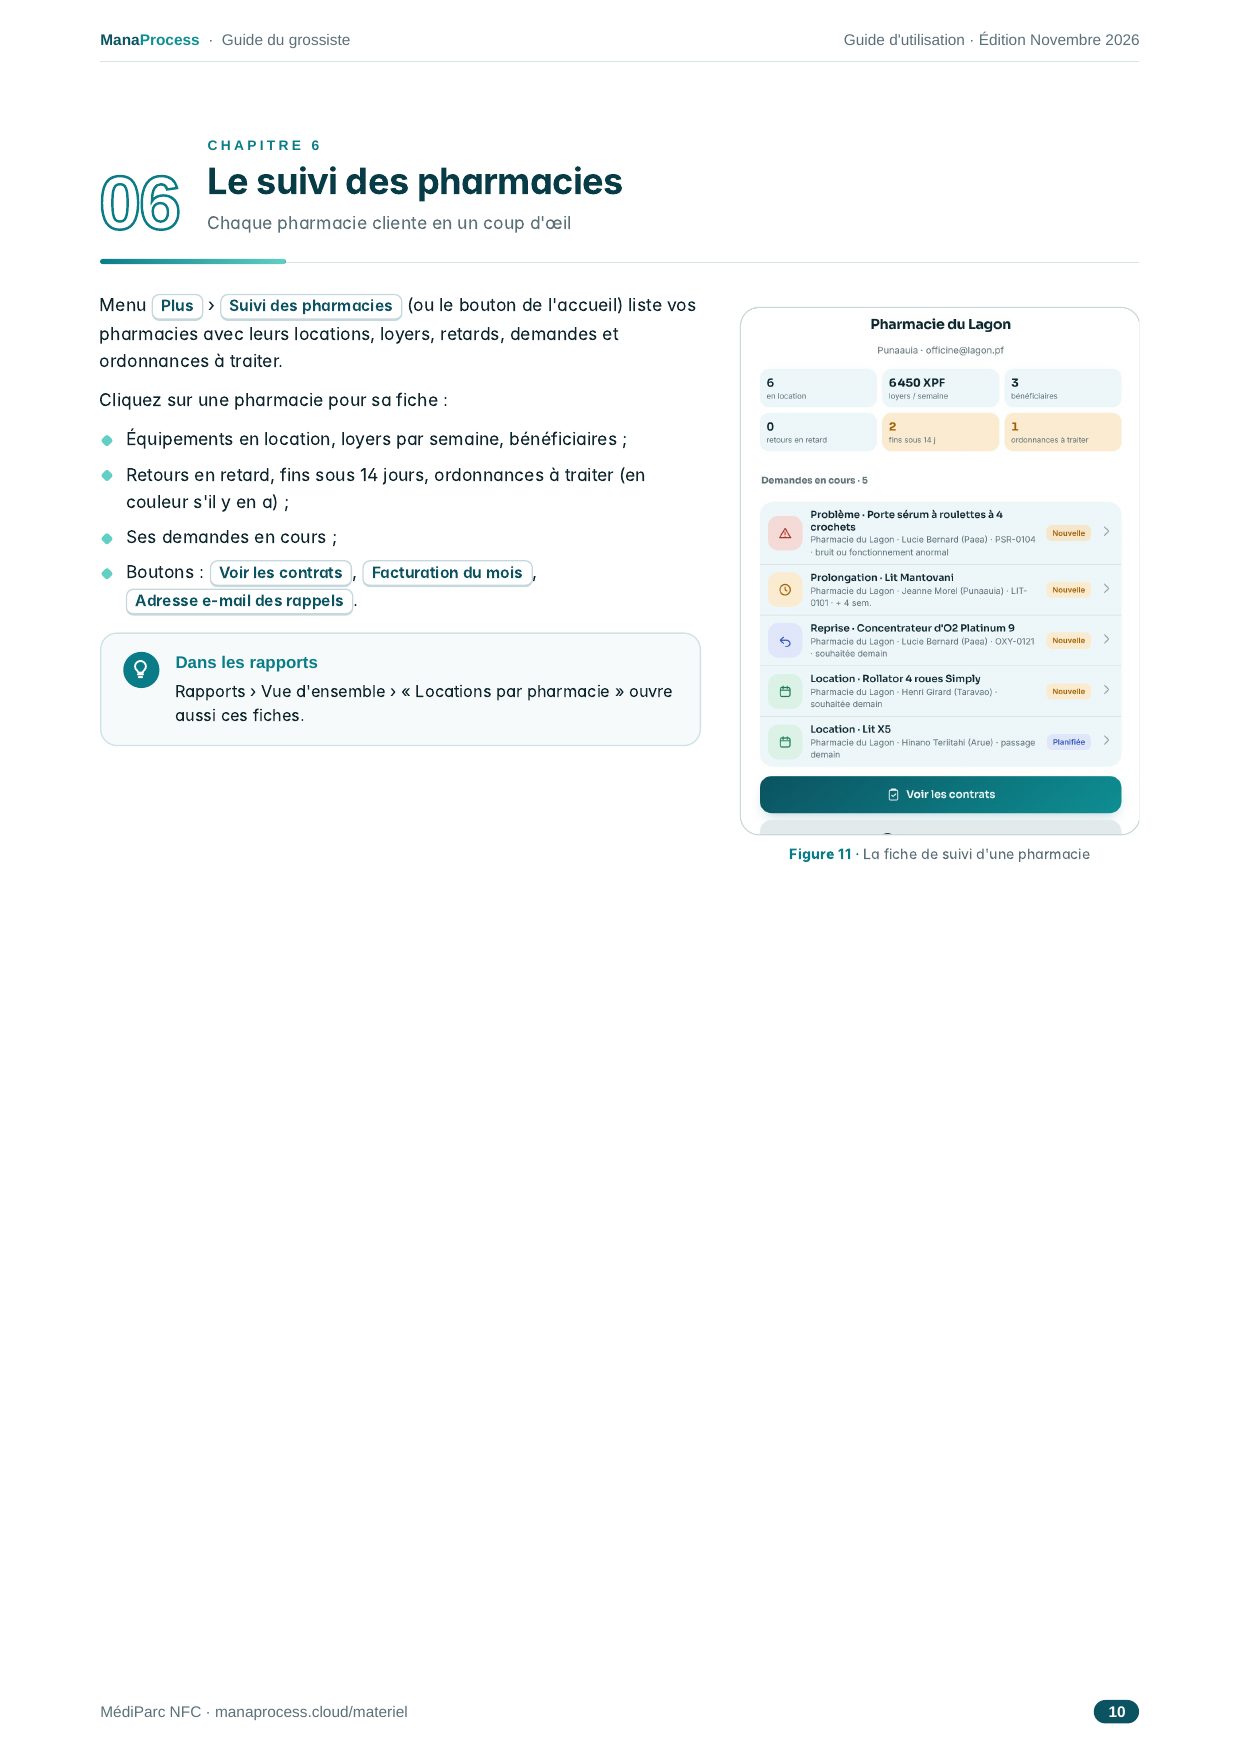 ManaProcess · Guide du grossiste
Guide d'utilisation · Édition Novembre 2026
CHAPITRE 6
06
Le suivi des pharmacies
Chaque pharmacie cliente en un coup d'œil
Menu Plus › Suivi des pharmacies (ou le bouton de l'accueil) liste vos
pharmacies avec leurs locations, loyers, retards, demandes et
ordonnances à traiter.
Cliquez sur une pharmacie pour sa fiche :
Équipements en location, loyers par semaine, bénéficiaires ;
Retours en retard, fins sous 14 jours, ordonnances à traiter (en
couleur s'il y en a) ;
Ses demandes en cours ;
Boutons : Voir les contrats, Facturation du mois,
Adresse e-mail des rappels.
Dans les rapports
Rapports › Vue d'ensemble › « Locations par pharmacie » ouvre
aussi ces fiches.
Pharmacie du Lagon
Punaauia · officine@lagon.pf
6
en location
6 450 XPF
loyers / semaine
3
bénéficiaires
0
retours en retard
2
fins sous 14 j
1
ordonnances à traiter
Demandes en cours · 5
Problème · Porte sérum à roulettes à 4
crochets
Pharmacie du Lagon · Lucie Bernard (Paea) · PSR-0104
· bruit ou fonctionnement anormal
Nouvelle
Prolongation · Lit Mantovani
Pharmacie du Lagon · Jeanne Morel (Punaauia) · LIT-
0101 · + 4 sem.
Nouvelle
Reprise · Concentrateur d'O2 Platinum 9
Pharmacie du Lagon · Lucie Bernard (Paea) · OXY-0121
· souhaitée demain
Nouvelle
Location · Rollator 4 roues Simply
Pharmacie du Lagon · Henri Girard (Taravao) ·
souhaitée demain
Nouvelle
Location · Lit X5
Pharmacie du Lagon · Hinano Teriitahi (Arue) · passage
demain
Planifiée
Voir les contrats
Figure 11 · La fiche de suivi d'une pharmacie
MédiParc NFC · manaprocess.cloud/materiel
10